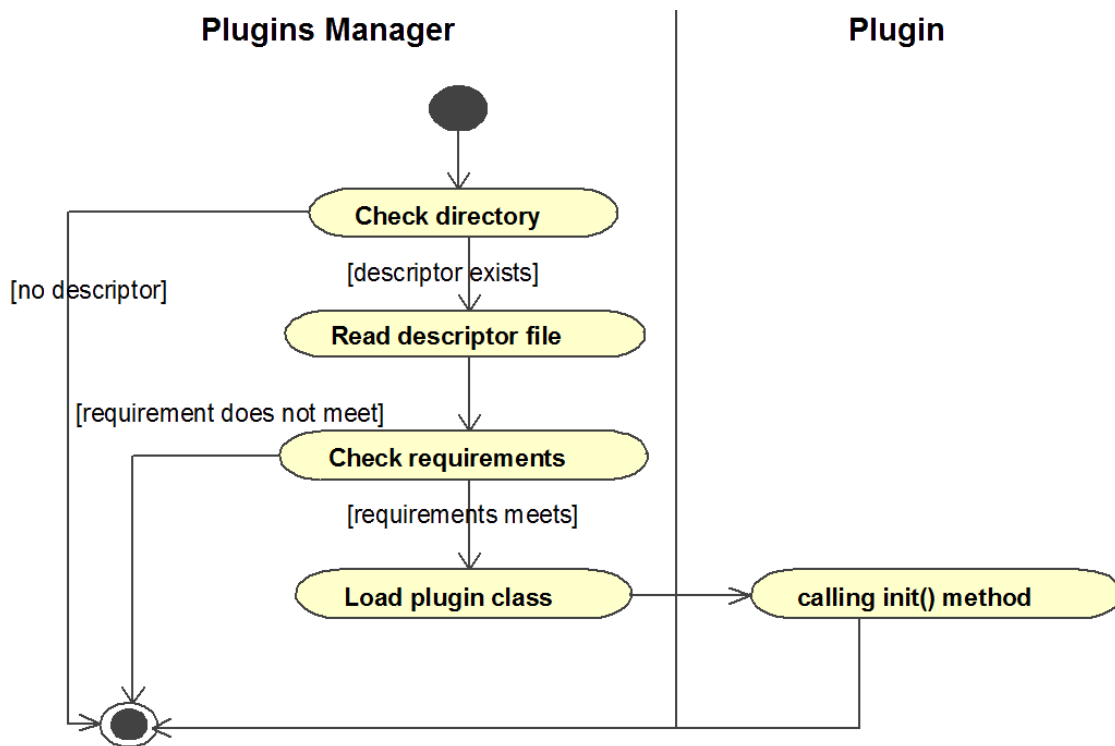 Plugins Manager
Plugin
Check directory
[no descriptor]
[descriptor exists]
Read descriptor file
[requirement does not meet]
Check requirements
[requirements meets]
Load plugin class
calling init() method